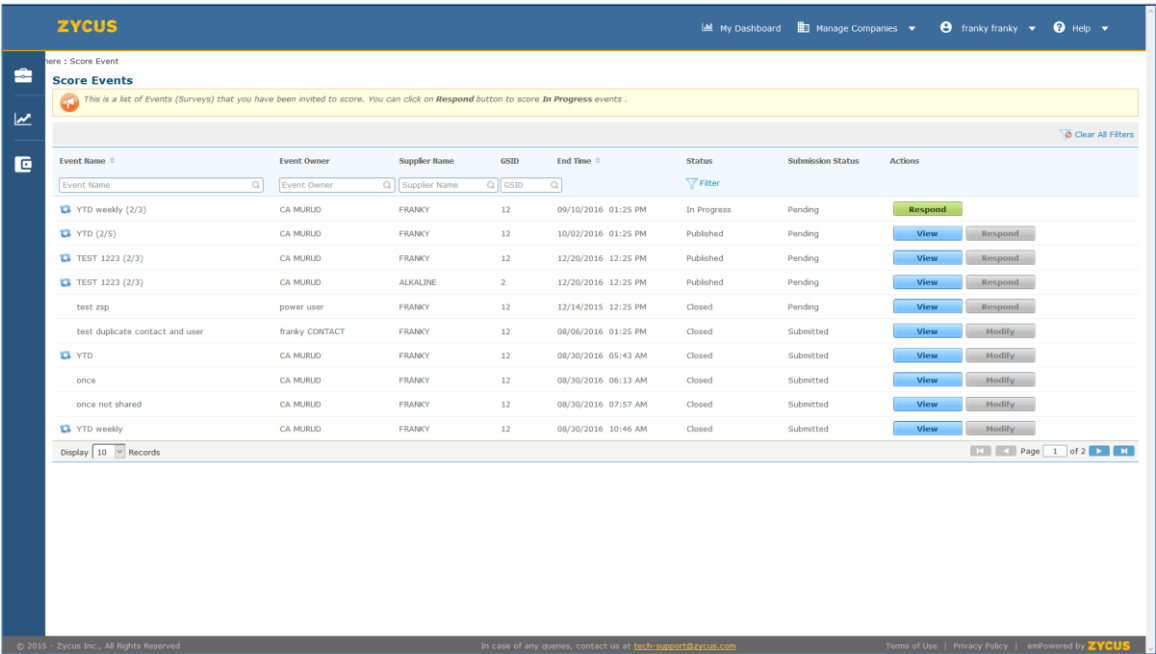 ZYCUS
My Dashboard Manage Companies franky franky Help
here : Score Event
Score Events
This is a list of Events (Surveys) that you have been invited to score. You can click on Respond button to score In Progress events .
Clear All Filters
Event Name Event Owner Supplier Name GSID End Time Status Submission Status Actions
Event Name Event Owner Supplier Name GSID Filter
YTD weekly (2/3) CA MURUD FRANKY 12 09/10/2016 01:25 PM In Progress Pending Respond
YTD (2/5) CA MURUD FRANKY 12 10/02/2016 01:25 PM Published Pending View Respond
TEST 1223 (2/3) CA MURUD FRANKY 12 12/20/2016 12:25 PM Published Pending View Respond
TEST 1223 (2/3) CA MURUD ALKALINE 2 12/20/2016 12:25 PM Published Pending View Respond
test zsp power user FRANKY 12 12/14/2015 12:25 PM Closed Pending View Respond
test duplicate contact and user franky CONTACT FRANKY 12 08/06/2016 01:25 PM Closed Submitted View Modify
YTD CA MURUD FRANKY 12 08/30/2016 05:43 AM Closed Submitted View Modify
once CA MURUD FRANKY 12 08/30/2016 06:13 AM Closed Submitted View Modify
once not shared CA MURUD FRANKY 12 08/30/2016 07:57 AM Closed Submitted View Modify
YTD weekly CA MURUD FRANKY 12 08/30/2016 10:46 AM Closed Submitted View Modify
Display 10 Records Page 1 of 2
© 2015 - Zycus Inc., All Rights Reserved In case of any queries, contact us at tech-support@zycus.com Terms of Use | Privacy Policy | emPowered by ZYCUS